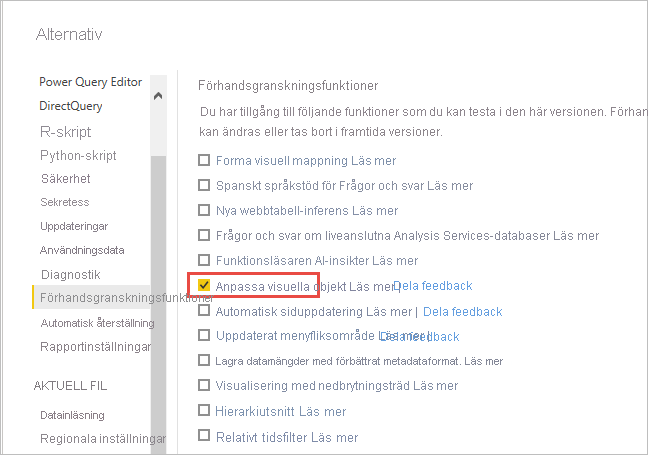 Alternativ
Power Query Editor
DirectQuery
R-skript
Python-skript
Säkerhet
Sekretess
Uppdateringar
Användningsdata
Diagnostik
Förhandsgranskningsfunktioner
Automatisk återställning
Rapportinställningar
AKTUELL FIL
Datainläsning
Regionala inställningar
Förhandsgranskningsfunktioner
Du har tillgång till följande funktioner som du kan testa i den här versionen. Förhan
kan ändras eller tas bort i framtida versioner.
Forma visuell mappning Läs mer
Spanskt språkstöd för Frågor och svar Läs mer
Nya webbtabell-inferens Läs mer
Frågor och svar om liveanslutna Analysis Services-databaser Läs mer
Funktionsläsaren AI-insikter Läs mer
Anpassa visuella objekt Läs mer | Dela feedback
Automatisk siduppdatering Läs mer | Dela feedback
Uppdaterat menyfliksområde Läs mer | Dela feedback
Lagra datamängder med förbättrat metadataformat. Läs mer
Visualisering med nedbrytningsträd Läs mer
Hierarkiutsnitt Läs mer
Relativt tidsfilter Läs mer